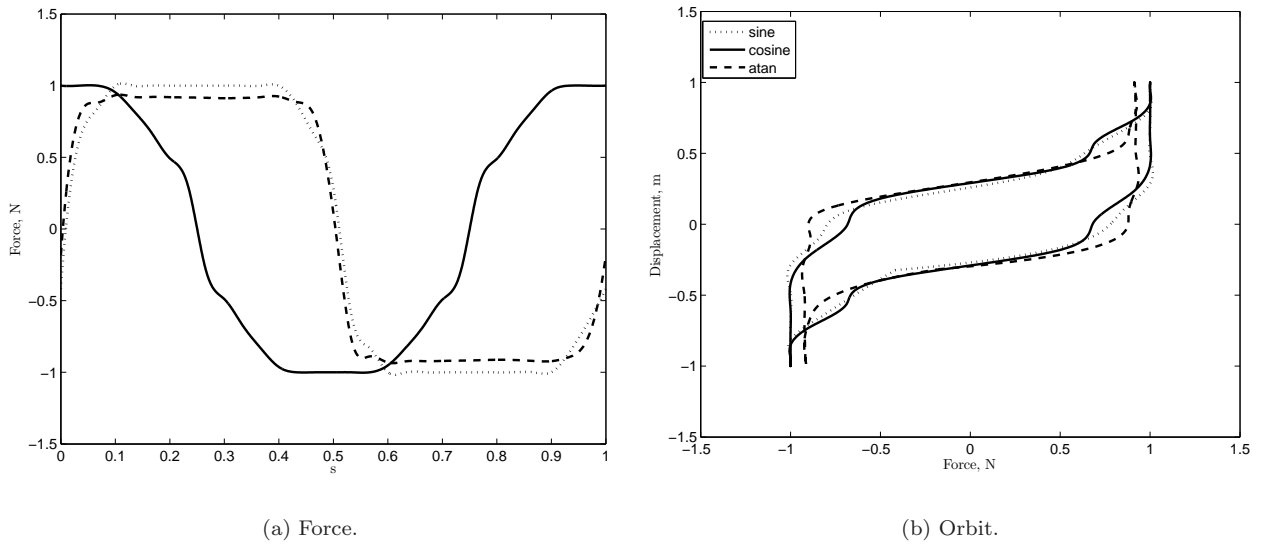 1.5
1
0.5
0
−0.5
−1
−1.5
Force, N
0 0.1 0.2 0.3 0.4 0.5 0.6 0.7 0.8 0.9 1
s
(a) Force.
sine
cosine
atan
1.5
1
0.5
0
−0.5
−1
−1.5
Displacement, m
−1.5 −1 −0.5 0 0.5 1 1.5
Force, N
(b) Orbit.